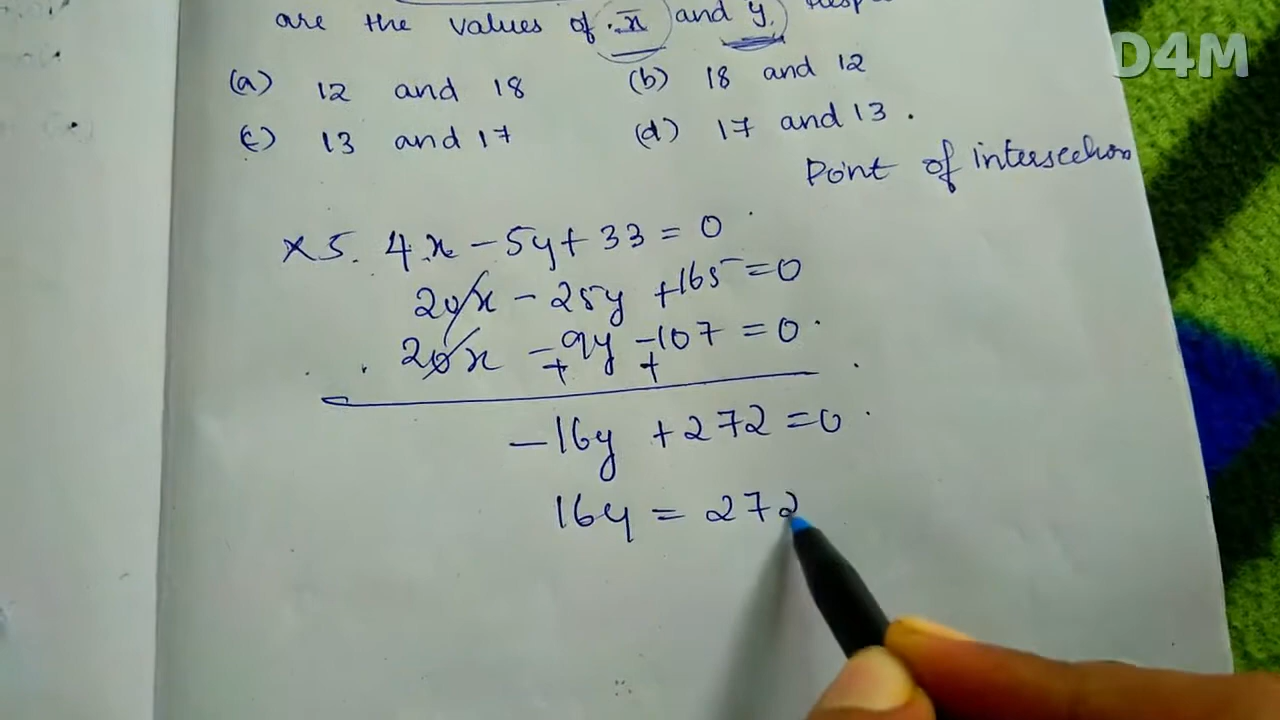 are the values of x̄ and y,
(a) 12 and 18 (b) 18 and 12
(c) 13 and 17 (d) 17 and 13.
Point of intersection
×5. 4x - 5y + 33 = 0
20x - 25y + 165 = 0
20x - 9y - 107 = 0
+ +
-16y + 272 = 0
16y = 272
D4M